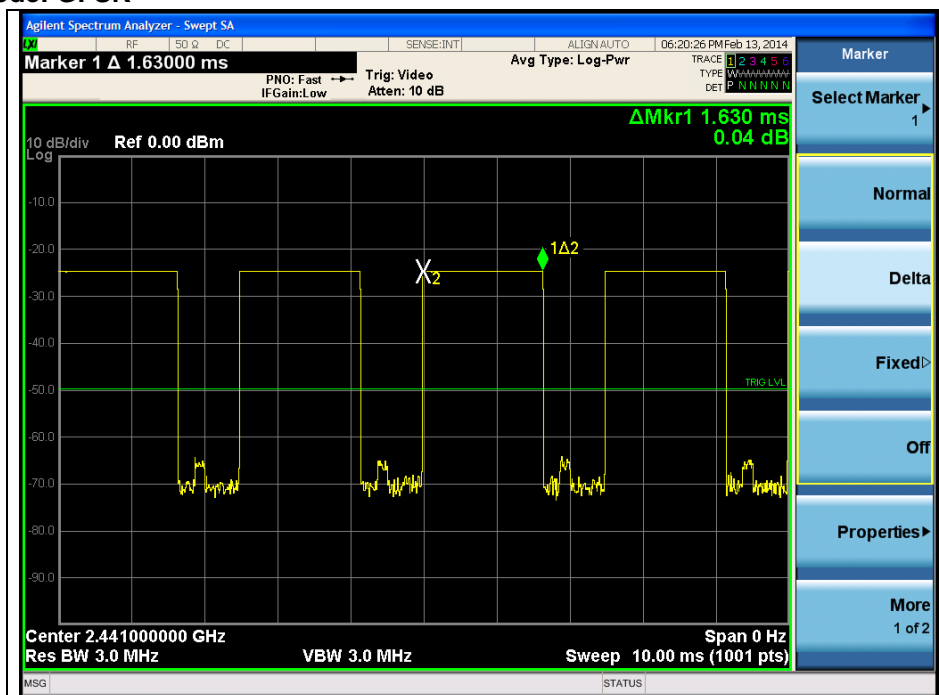 Agilent Spectrum Analyzer - Swept SA
LXI RF 50 Ω DC SENSE:INT ALIGN AUTO 06:20:26 PM Feb 13, 2014
Marker 1 Δ 1.63000 ms
PNO: Fast
IFGain:Low
Trig: Video
Atten: 10 dB
Avg Type: Log-Pwr
TRACE 1 2 3 4 5 6
TYPE
DET P N N N N N
ΔMkr1 1.630 ms
0.04 dB
10 dB/div Ref 0.00 dBm
Log
-10.0
-20.0
-30.0
-40.0
-50.0
-60.0
-70.0
-80.0
-90.0
1Δ2
X2
TRIG LVL
Center 2.441000000 GHz Span 0 Hz
Res BW 3.0 MHz VBW 3.0 MHz Sweep 10.00 ms (1001 pts)
MSG STATUS
Marker
Select Marker
1
Normal
Delta
Fixed
Off
Properties
More
1 of 2